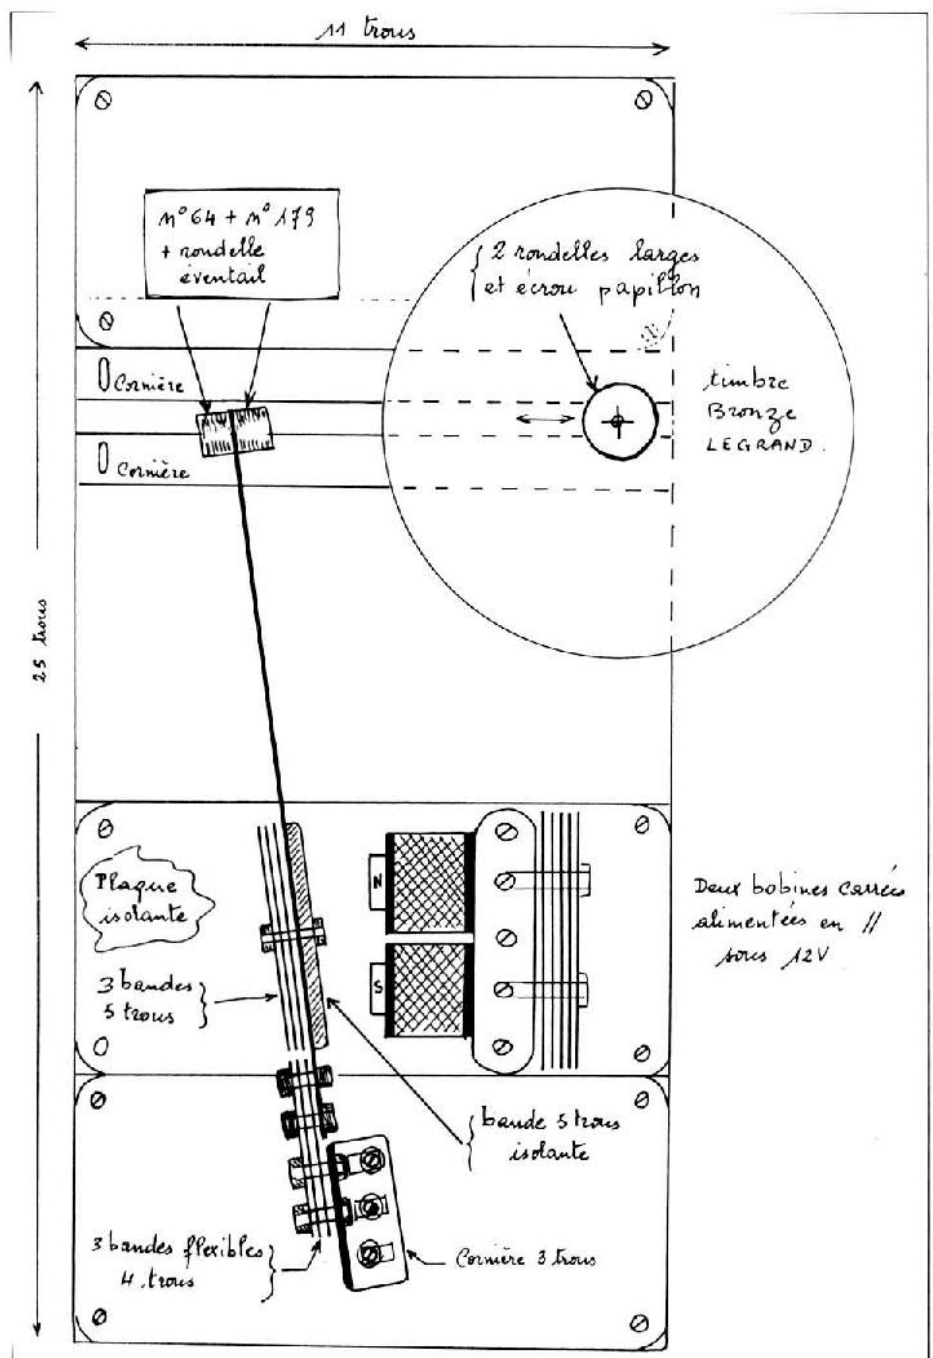 11 trous
n° 64 + n° 179
+ rondelle
éventail
2 rondelles larges
et écrou papillon
Cornière
timbre
Bronze
LEGRAND.
Cornière
25 trous
Plaque
isolante
N
S
Deux bobines carrées
alimentées en //
sous 12V
3 bandes
5 trous
bande 5 trous
isolante
3 bandes flexibles
4 trous
Cornière 3 trous